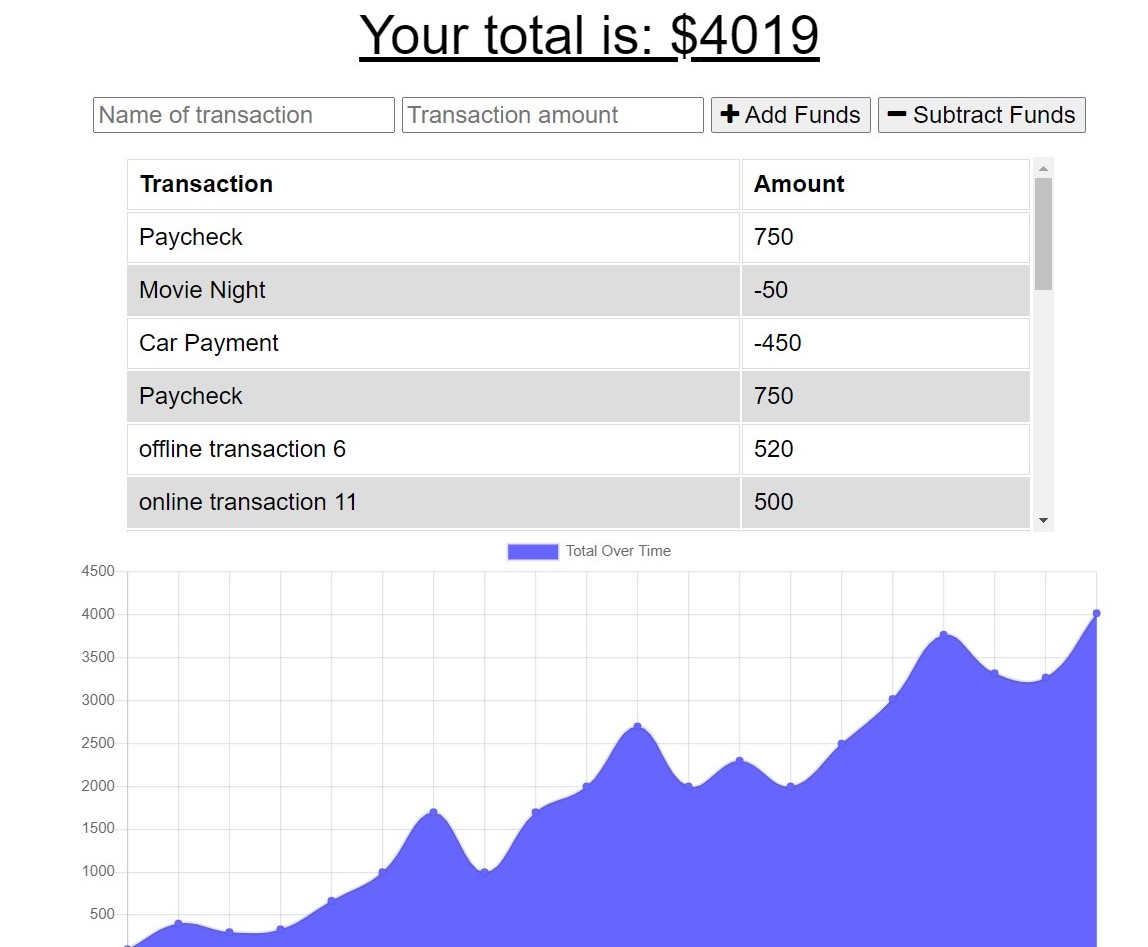 Your total is: $4019
Name of transaction Transaction amount Add Funds Subtract Funds
Transaction Amount
Paycheck 750
Movie Night -50
Car Payment -450
Paycheck 750
offline transaction 6 520
online transaction 11 500
Total Over Time
4500
4000
3500
3000
2500
2000
1500
1000
500